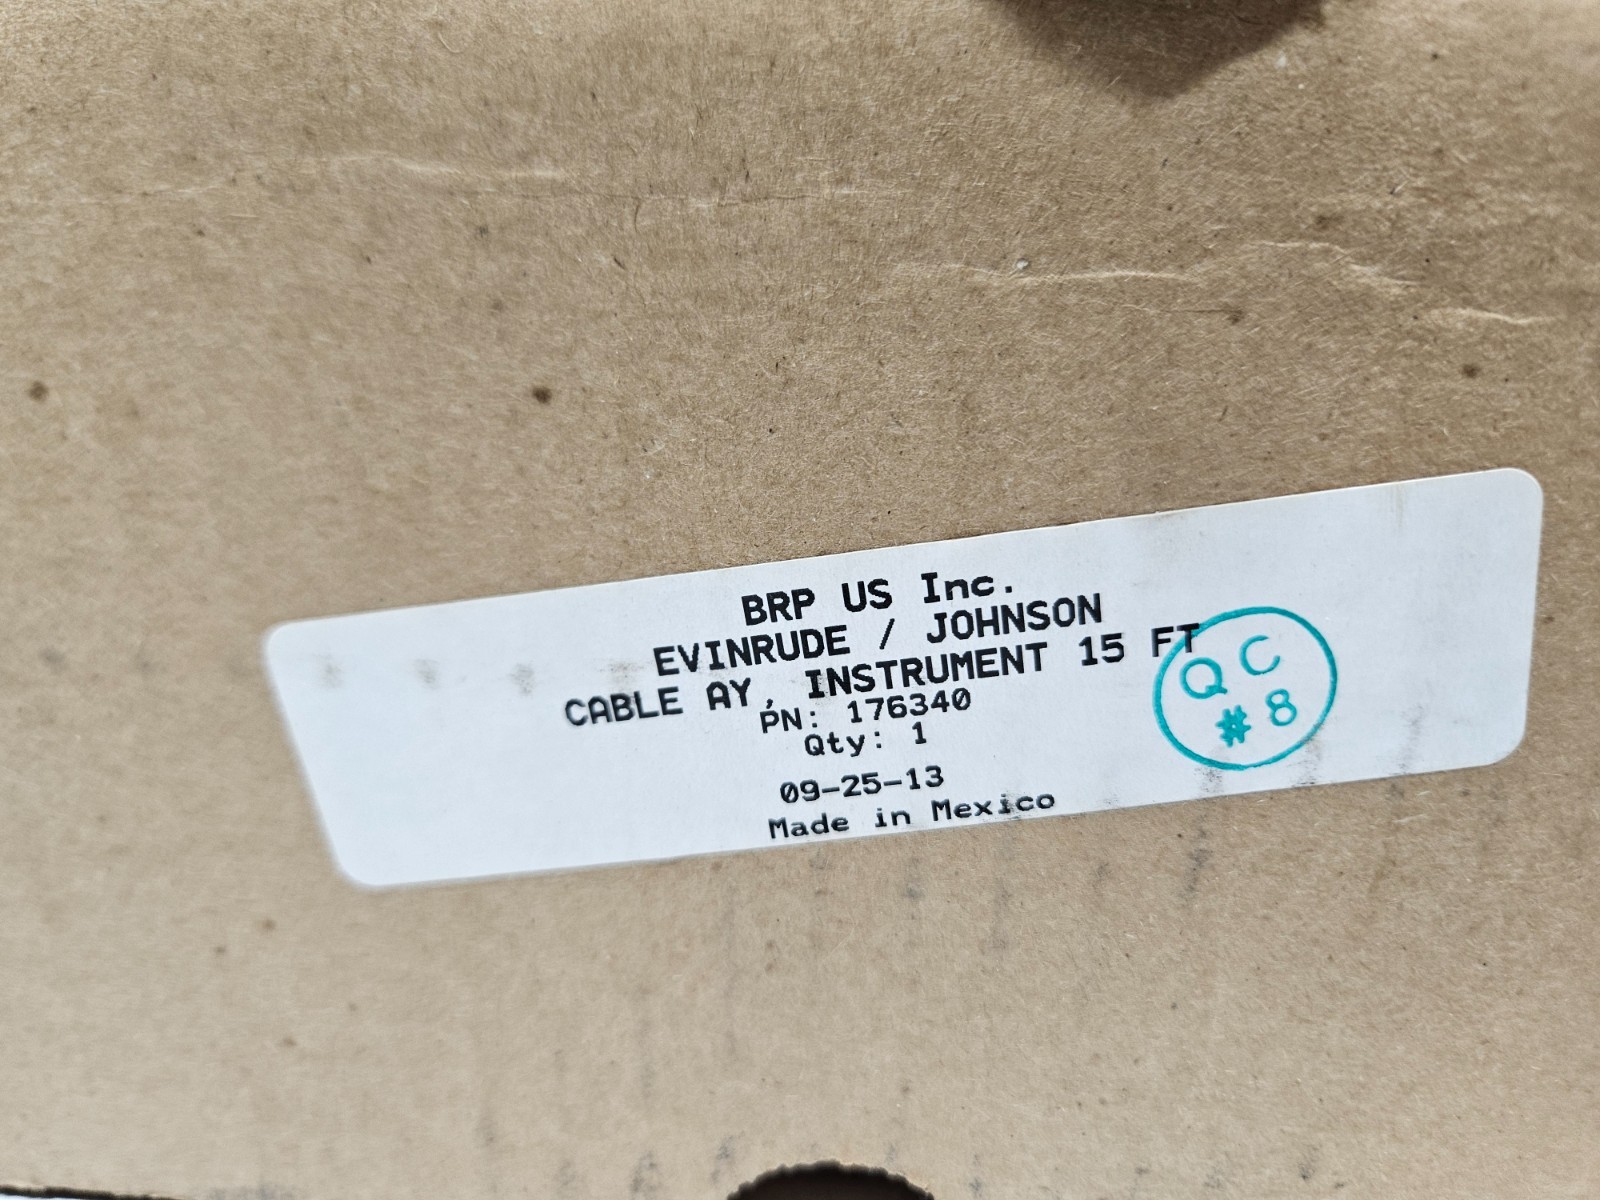 BRP US Inc.
EVINRUDE / JOHNSON
CABLE AY, INSTRUMENT 15 FT
PN: 176340
Qty: 1
09-25-13
Made in Mexico
QC
#8